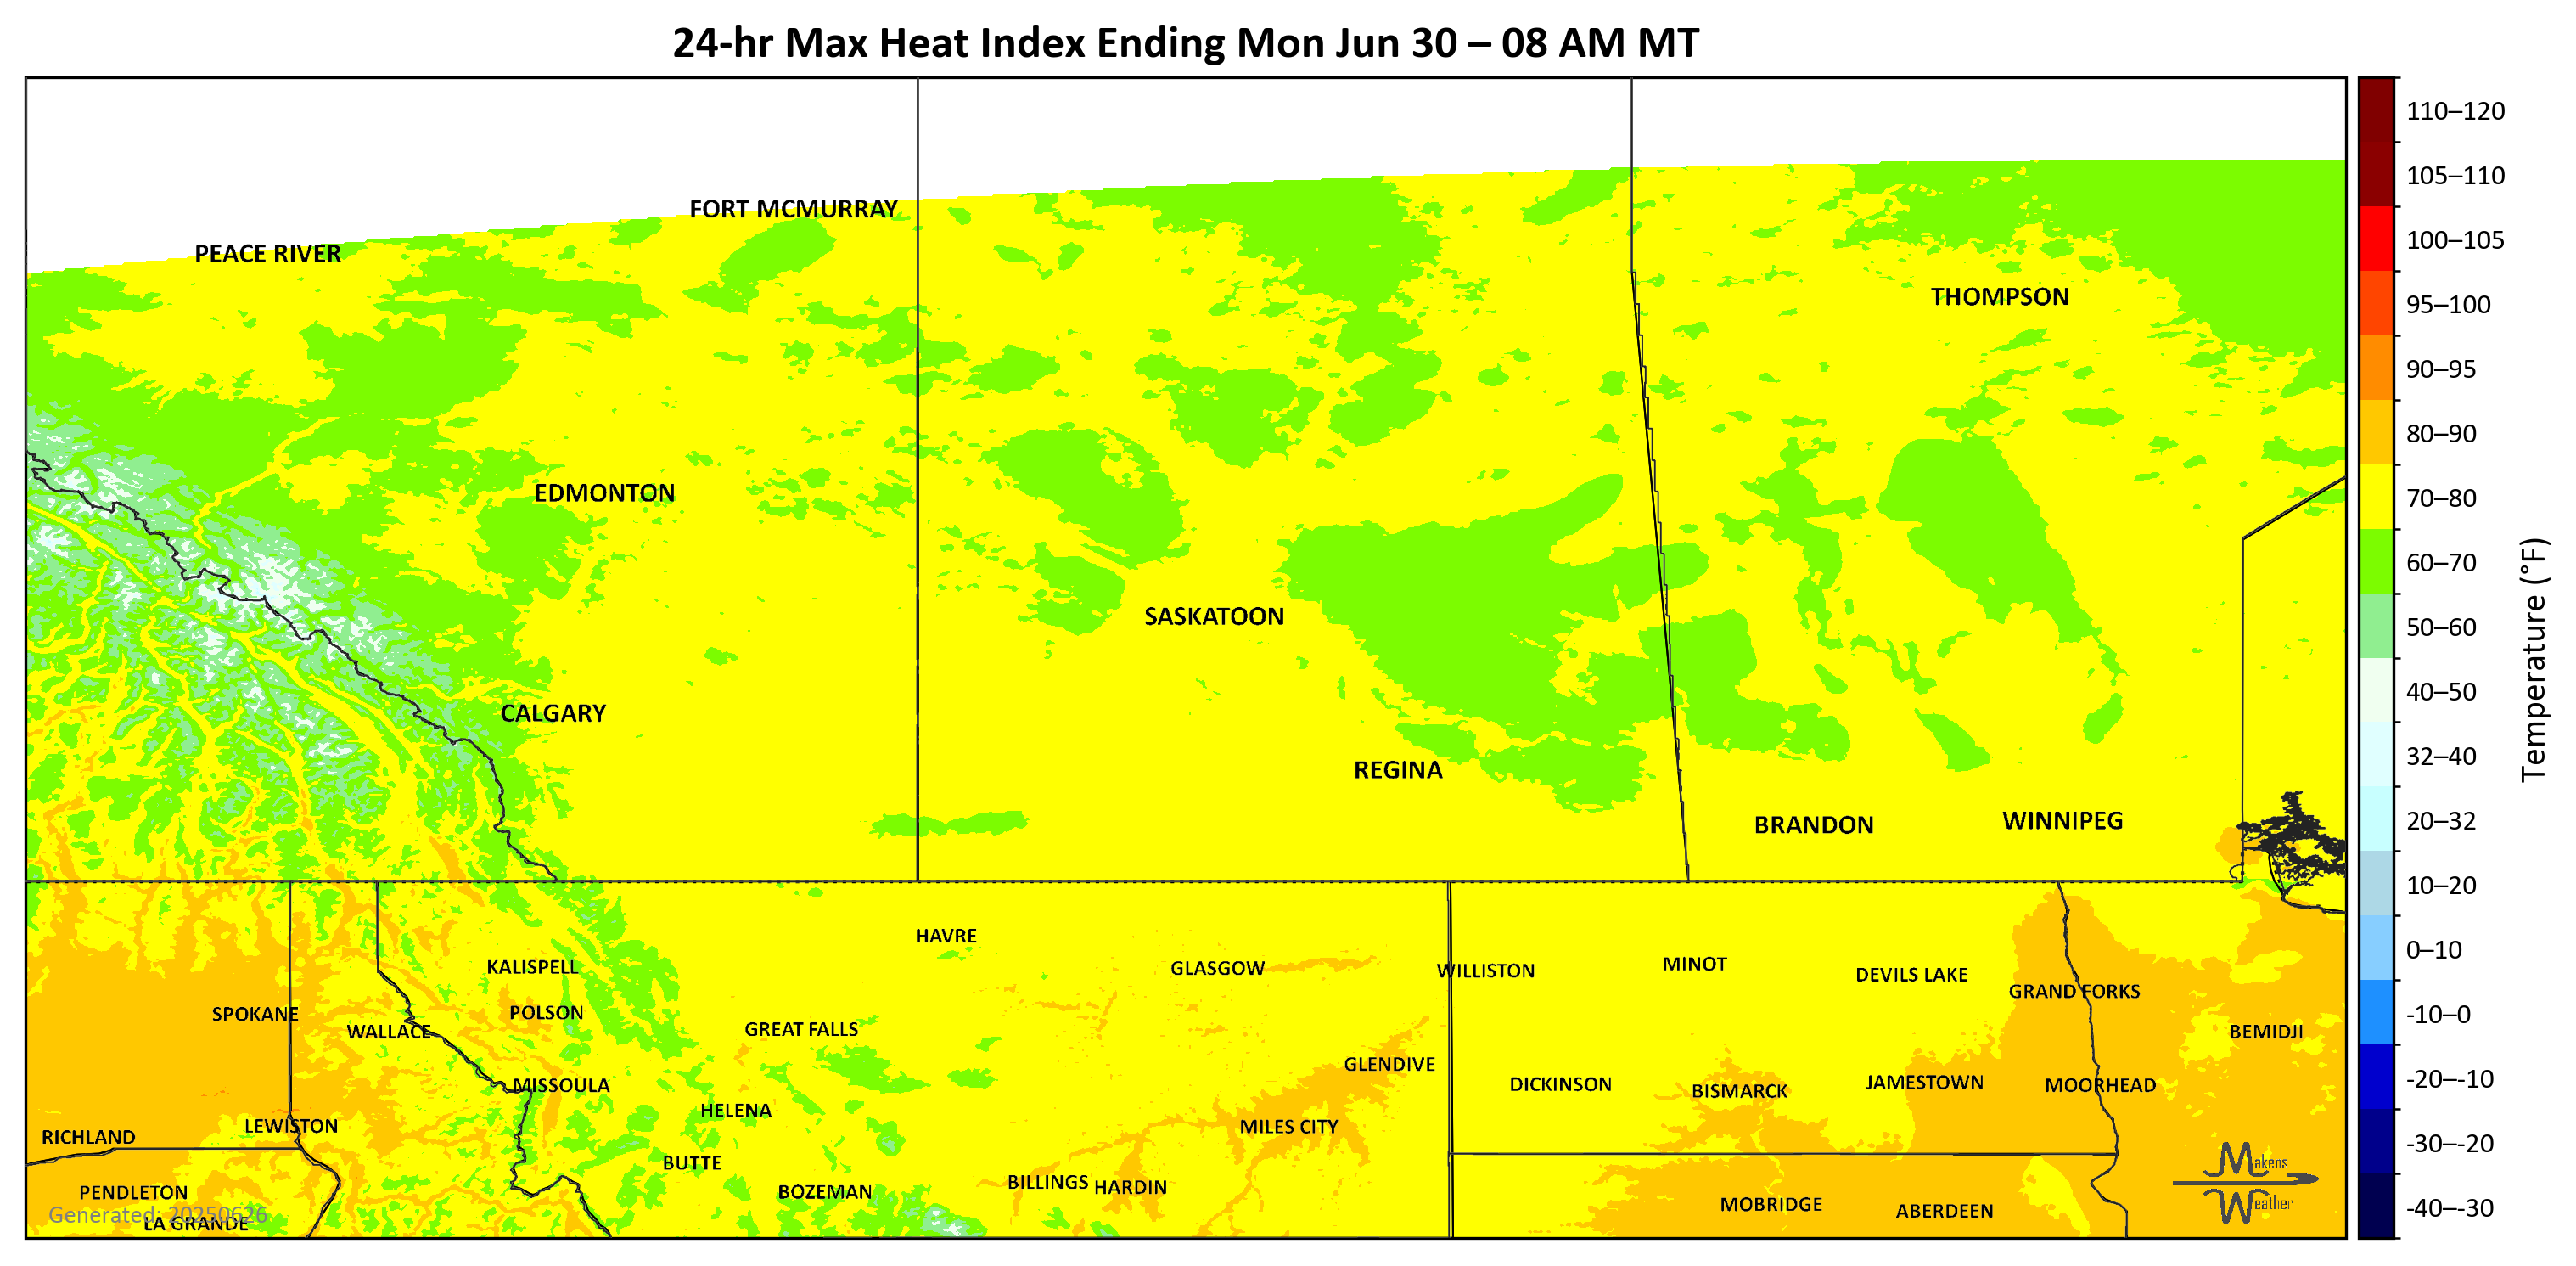 24-hr Max Heat Index Ending Mon Jun 30 – 08 AM MT
110–120
105–110
100–105
95–100
90–95
80–90
70–80
60–70
50–60
40–50
32–40
20–32
10–20
0–10
-10–0
-20–-10
-30–-20
-40–-30
Temperature (°F)
FORT MCMURRAY
PEACE RIVER
THOMPSON
EDMONTON
SASKATOON
CALGARY
REGINA
BRANDON
WINNIPEG
HAVRE
KALISPELL
GLASGOW
WILLISTON
MINOT
DEVILS LAKE
GRAND FORKS
SPOKANE
POLSON
WALLACE
GREAT FALLS
BEMIDJI
GLENDIVE
MISSOULA
DICKINSON
BISMARCK
JAMESTOWN
MOORHEAD
HELENA
LEWISTON
MILES CITY
RICHLAND
BUTTE
BILLINGS
HARDIN
PENDLETON
BOZEMAN
MOBRIDGE
ABERDEEN
Generated: 20250626
LA GRANDE
Makens
Weather